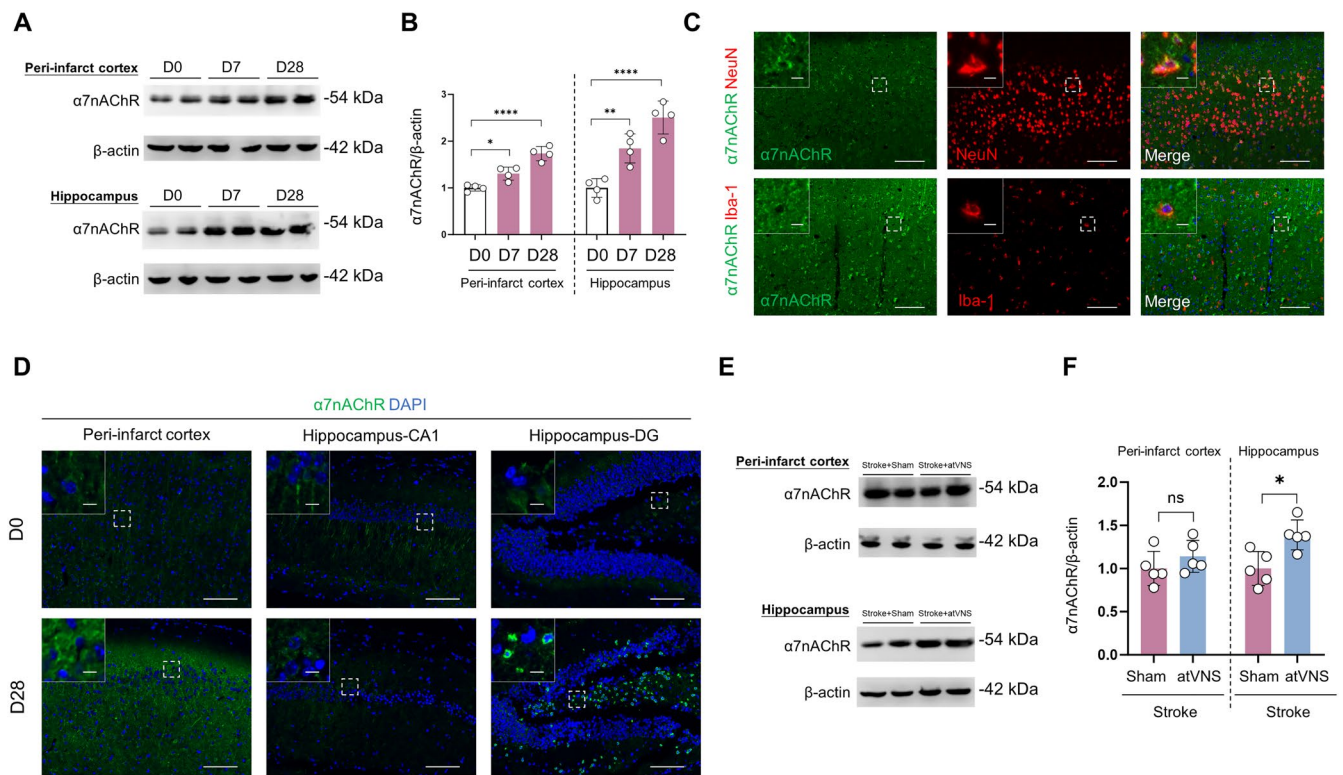 A
Peri-infarct cortex D0 D7 D28
α7nAChR -54 kDa
β-actin -42 kDa
Hippocampus D0 D7 D28
α7nAChR -54 kDa
β-actin -42 kDa
B
α7nAChR/β-actin
3
2
1
0
* **** ** ****
D0 D7 D28 D0 D7 D28
Peri-infarct cortex Hippocampus
C
α7nAChR NeuN
α7nAChR NeuN Merge
α7nAChR Iba-1
α7nAChR Iba-1 Merge
D
α7nAChR DAPI
Peri-infarct cortex Hippocampus-CA1 Hippocampus-DG
D0
D28
E
Peri-infarct cortex Stroke+Sham Stroke+atVNS
α7nAChR -54 kDa
β-actin -42 kDa
Hippocampus Stroke+Sham Stroke+atVNS
α7nAChR -54 kDa
β-actin -42 kDa
F
Peri-infarct cortex Hippocampus
α7nAChR/β-actin
2.0
1.5
1.0
0.5
0.0
ns *
Sham atVNS Sham atVNS
Stroke Stroke